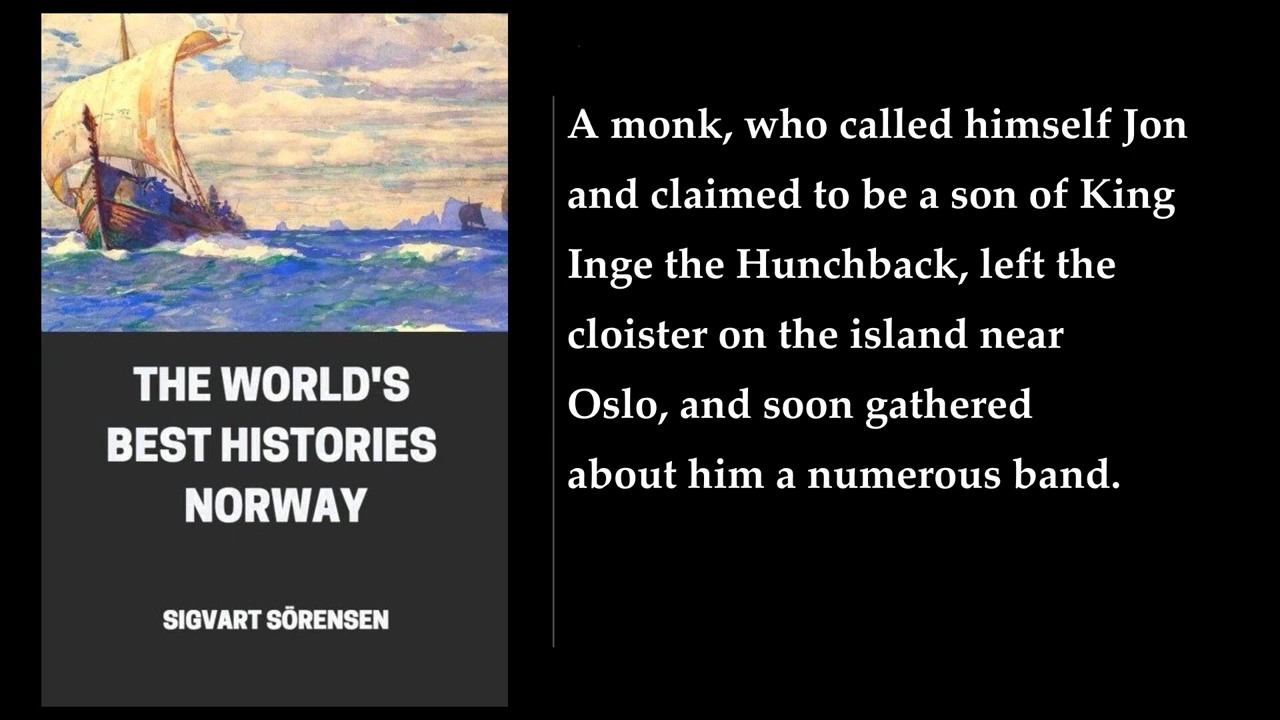 THE WORLD'S
BEST HISTORIES
NORWAY
SIGVART SÖRENSEN
A monk, who called himself Jon
and claimed to be a son of King
Inge the Hunchback, left the
cloister on the island near
Oslo, and soon gathered
about him a numerous band.